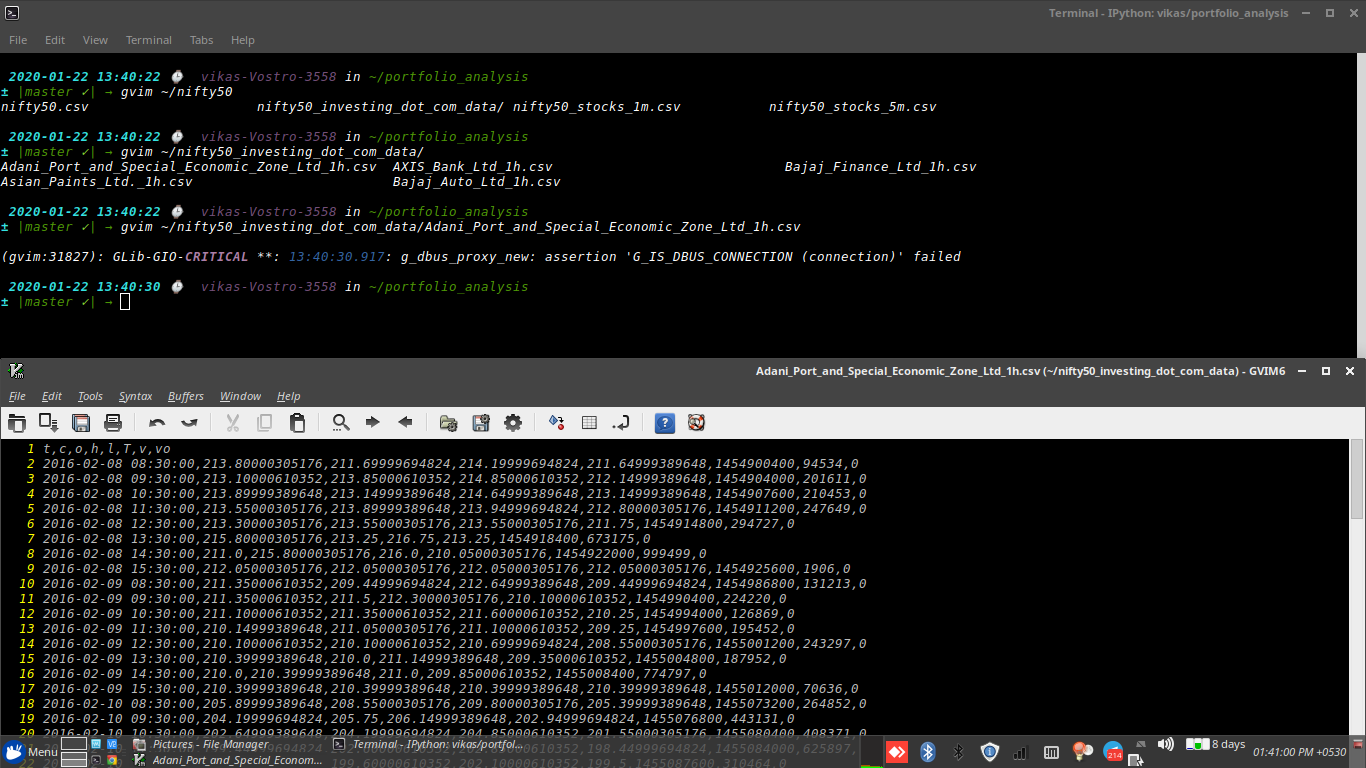 Terminal - IPython: vikas/portfolio_analysis
File Edit View Terminal Tabs Help
2020-01-22 13:40:22 ⌚ vikas-Vostro-3558 in ~/portfolio_analysis
± |master ✓| → gvim ~/nifty50
nifty50.csv nifty50_investing_dot_com_data/ nifty50_stocks_1m.csv nifty50_stocks_5m.csv
2020-01-22 13:40:22 ⌚ vikas-Vostro-3558 in ~/portfolio_analysis
± |master ✓| → gvim ~/nifty50_investing_dot_com_data/
Adani_Port_and_Special_Economic_Zone_Ltd_1h.csv AXIS_Bank_Ltd_1h.csv Bajaj_Finance_Ltd_1h.csv
Asian_Paints_Ltd._1h.csv Bajaj_Auto_Ltd_1h.csv
2020-01-22 13:40:22 ⌚ vikas-Vostro-3558 in ~/portfolio_analysis
± |master ✓| → gvim ~/nifty50_investing_dot_com_data/Adani_Port_and_Special_Economic_Zone_Ltd_1h.csv
(gvim:31827): GLib-GIO-CRITICAL **: 13:40:30.917: g_dbus_proxy_new: assertion 'G_IS_DBUS_CONNECTION (connection)' failed
2020-01-22 13:40:30 ⌚ vikas-Vostro-3558 in ~/portfolio_analysis
± |master ✓| →
Adani_Port_and_Special_Economic_Zone_Ltd_1h.csv (~/nifty50_investing_dot_com_data) - GVIM6
File Edit Tools Syntax Buffers Window Help
1 t,c,o,h,l,T,v,vo
2 2016-02-08 08:30:00,213.80000305176,211.69999694824,214.19999694824,211.64999389648,1454900400,94534,0
3 2016-02-08 09:30:00,213.10000610352,213.85000610352,214.85000610352,212.14999389648,1454904000,201611,0
4 2016-02-08 10:30:00,213.89999389648,213.14999389648,214.64999389648,213.14999389648,1454907600,210453,0
5 2016-02-08 11:30:00,213.55000305176,213.89999389648,213.94999694824,212.80000305176,1454911200,247649,0
6 2016-02-08 12:30:00,213.30000305176,213.55000305176,213.55000305176,211.75,1454914800,294727,0
7 2016-02-08 13:30:00,215.80000305176,213.25,216.75,213.25,1454918400,673175,0
8 2016-02-08 14:30:00,211.0,215.80000305176,216.0,210.05000305176,1454922000,999499,0
9 2016-02-08 15:30:00,212.05000305176,212.05000305176,212.05000305176,212.05000305176,1454925600,1906,0
10 2016-02-09 08:30:00,211.35000610352,209.44999694824,212.64999389648,209.44999694824,1454986800,131213,0
11 2016-02-09 09:30:00,211.35000610352,211.5,212.30000305176,210.10000610352,1454990400,224220,0
12 2016-02-09 10:30:00,211.10000610352,211.35000610352,211.60000610352,210.25,1454994000,126869,0
13 2016-02-09 11:30:00,210.14999389648,211.05000305176,211.10000610352,209.25,1454997600,195452,0
14 2016-02-09 12:30:00,210.10000610352,210.10000610352,210.69999694824,208.55000305176,1455001200,243297,0
15 2016-02-09 13:30:00,210.39999389648,210.0,211.14999389648,209.35000610352,1455004800,187952,0
16 2016-02-09 14:30:00,210.0,210.39999389648,211.0,209.85000610352,1455008400,774797,0
17 2016-02-09 15:30:00,210.39999389648,210.39999389648,210.39999389648,210.39999389648,1455012000,70636,0
18 2016-02-10 08:30:00,205.89999389648,208.55000305176,209.80000305176,205.39999389648,1455073200,264852,0
19 2016-02-10 09:30:00,204.19999694824,205.75,206.14999389648,202.94999694824,1455076800,443131,0
20 2016-02-10 10:30:00,202.64999389648,204.
Menu Pictures - File Manager Terminal - IPython: vikas/portfol... 214 8 days 01:41:00 PM +0530
Adani_Port_and_Special_Econom...